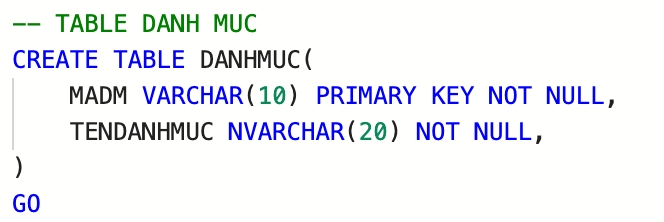 -- TABLE DANH MUC
CREATE TABLE DANHMUC(
    MADM VARCHAR(10) PRIMARY KEY NOT NULL,
    TENDANHMUC NVARCHAR(20) NOT NULL,
)
GO